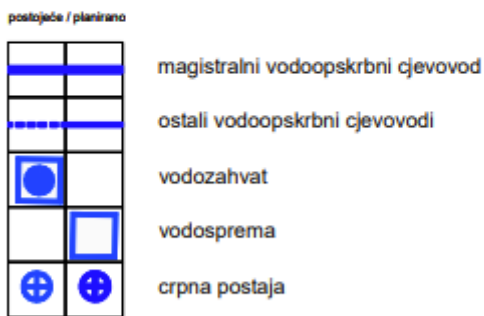 postojeće / planirano
magistralni vodoopskrbni cjevovod
ostali vodoopskrbni cjevovodi
vodozahvat
vodosprema
crpna postaja